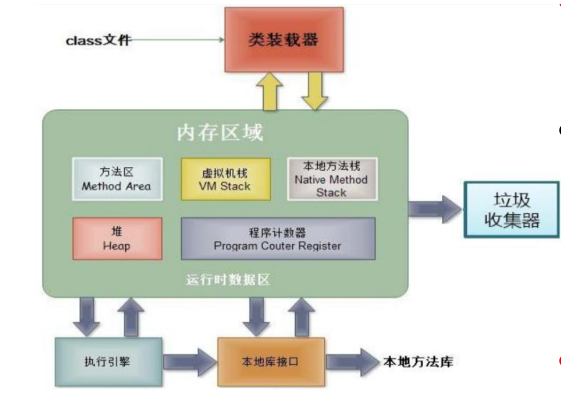 class文件
类装载器
内存区域
方法区
Method Area
虚拟机栈
VM Stack
本地方法栈
Native Method
Stack
堆
Heap
程序计数器
Program Couter Register
运行时数据区
垃圾
收集器
执行引擎
本地库接口
本地方法库